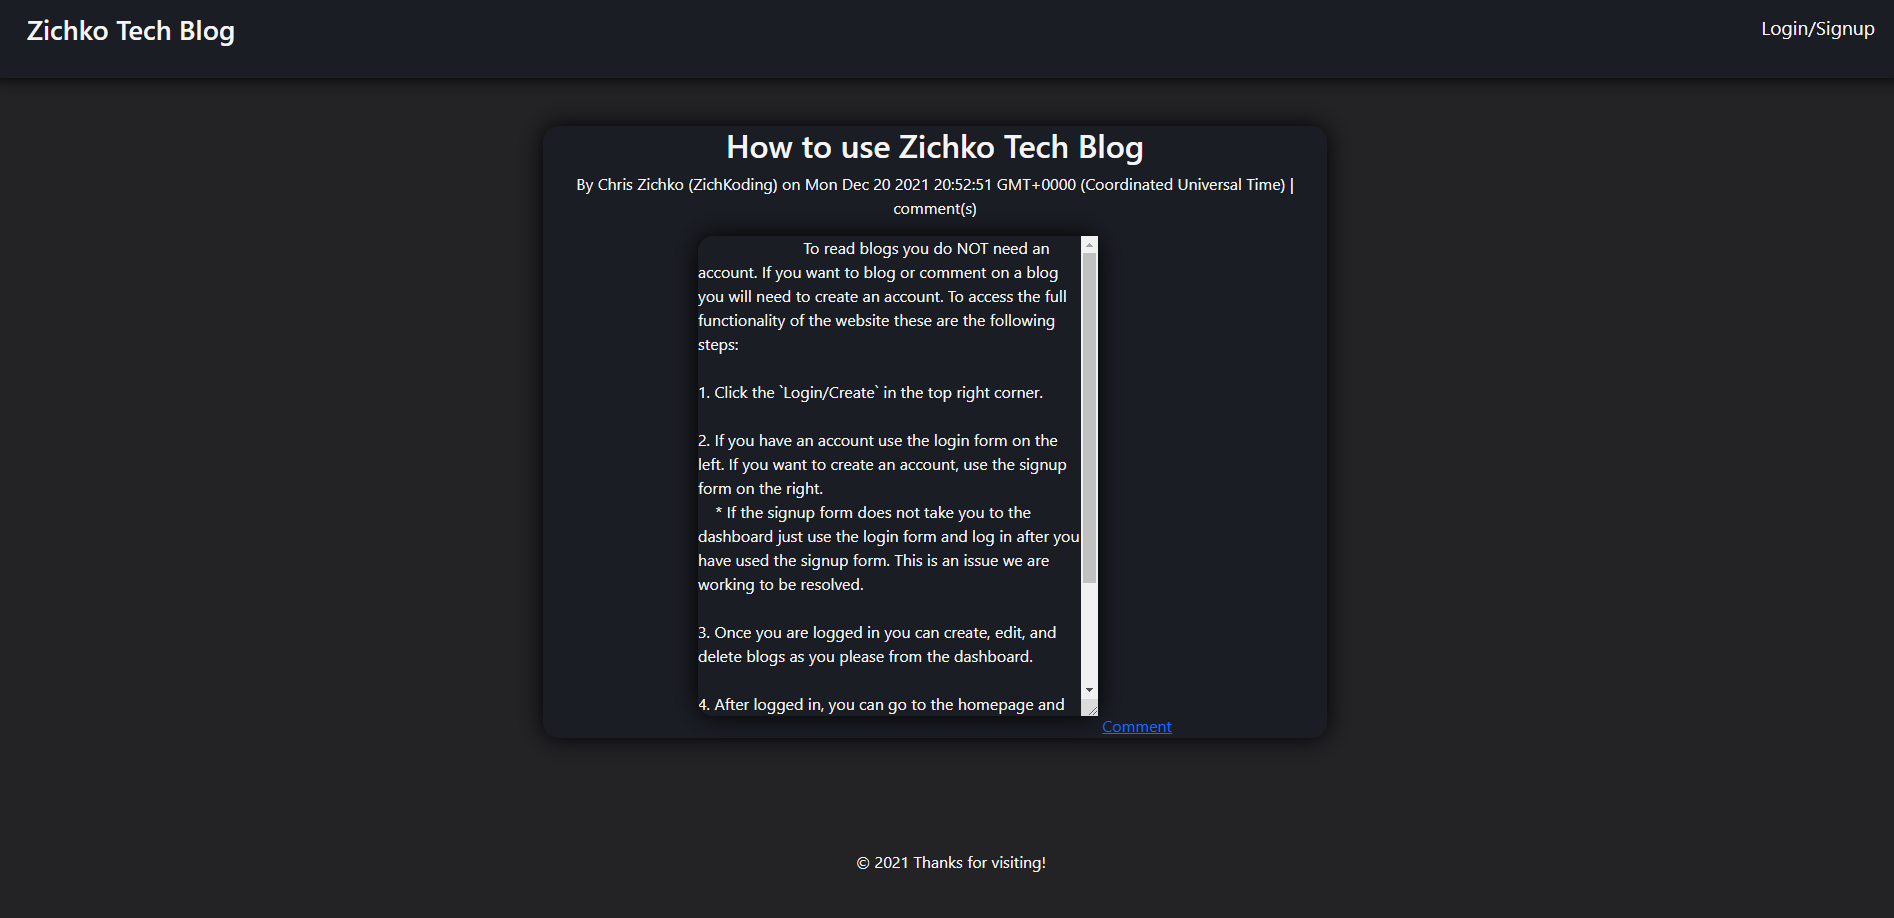 Zichko Tech Blog
Login/Signup
How to use Zichko Tech Blog
By Chris Zichko (ZichKoding) on Mon Dec 20 2021 20:52:51 GMT+0000 (Coordinated Universal Time) |
comment(s)
To read blogs you do NOT need an
account. If you want to blog or comment on a blog
you will need to create an account. To access the full
functionality of the website these are the following
steps:
1. Click the `Login/Create` in the top right corner.
2. If you have an account use the login form on the
left. If you want to create an account, use the signup
form on the right.
* If the signup form does not take you to the
dashboard just use the login form and log in after you
have used the signup form. This is an issue we are
working to be resolved.
3. Once you are logged in you can create, edit, and
delete blogs as you please from the dashboard.
4. After logged in, you can go to the homepage and
Comment
© 2021 Thanks for visiting!